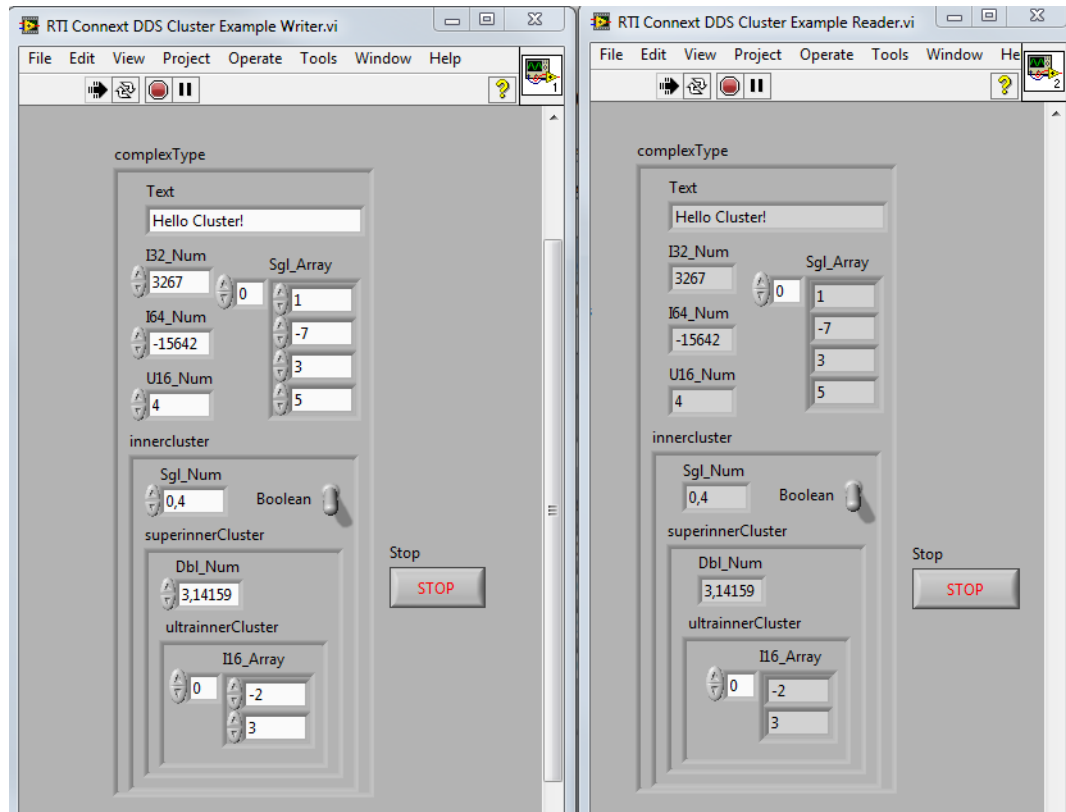 RTI Connext DDS Cluster Example Writer.vi
File Edit View Project Operate Tools Window Help
1
complexType
Text
Hello Cluster!
I32_Num
3267
Sgl_Array
0
1
-7
3
5
I64_Num
-15642
U16_Num
4
innercluster
Sgl_Num
0,4
Boolean
superinnerCluster
Dbl_Num
3,14159
ultrainnerCluster
I16_Array
0
-2
3
Stop
STOP
RTI Connext DDS Cluster Example Reader.vi
File Edit View Project Operate Tools Window He
2
complexType
Text
Hello Cluster!
I32_Num
3267
Sgl_Array
0
1
-7
3
5
I64_Num
-15642
U16_Num
4
innercluster
Sgl_Num
0,4
Boolean
superinnerCluster
Dbl_Num
3,14159
ultrainnerCluster
I16_Array
0
-2
3
Stop
STOP